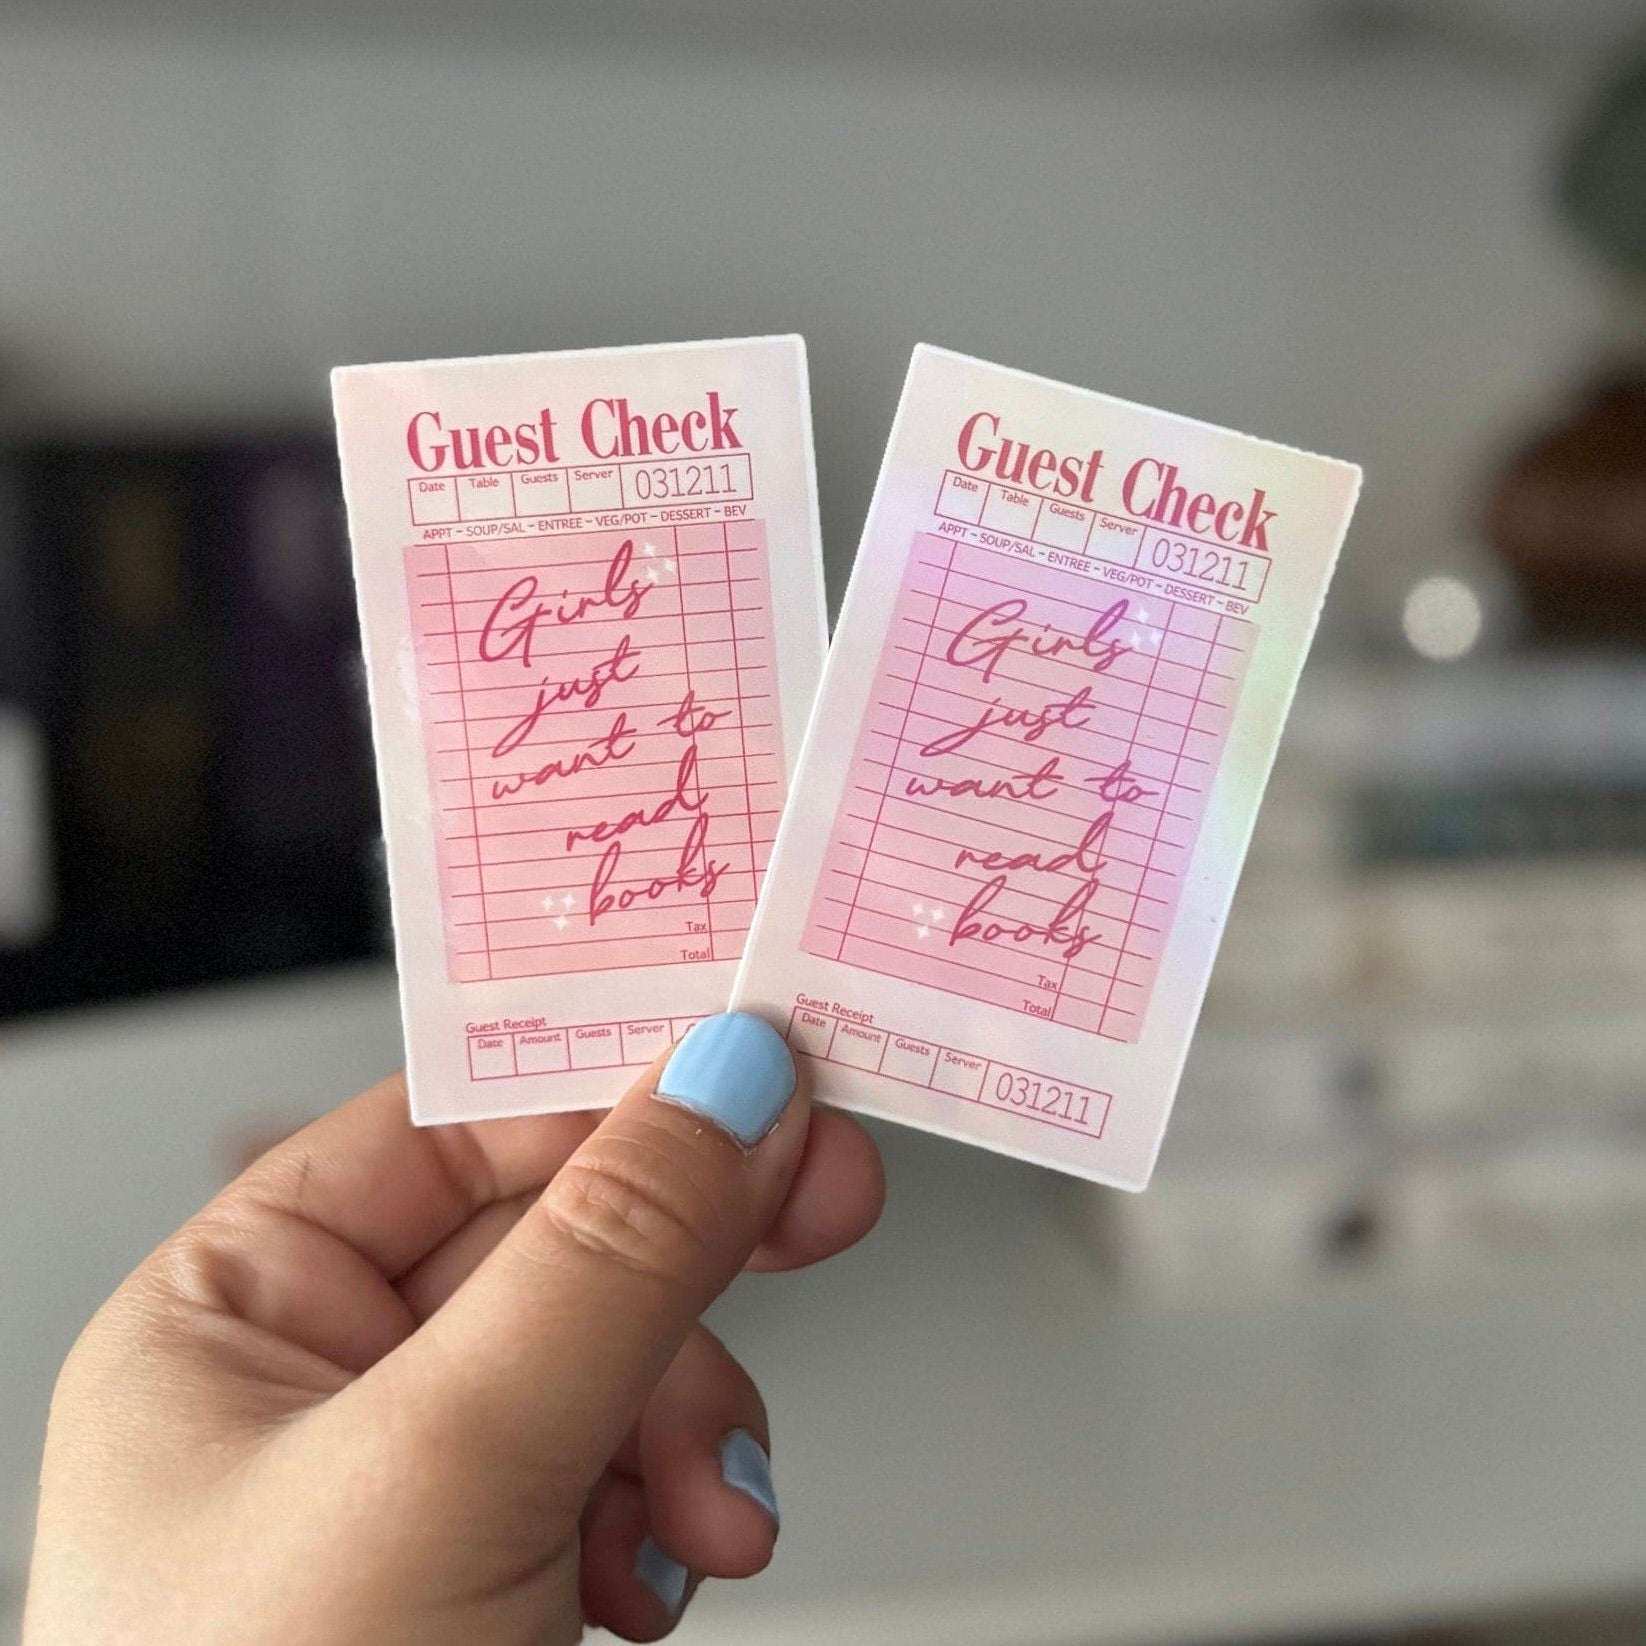 Guest Check
Date Table Guests Server 031211
APPT - SOUP/SAL - ENTREE - VEG/POT - DESSERT - BEV
Girls
just
want to
read
books
Tax
Total
Guest Receipt
Date Amount Guests Server
Guest Check
Date Table Guests Server 031211
APPT - SOUP/SAL - ENTREE - VEG/POT - DESSERT - BEV
Girls
just
want to
read
books
Tax
Total
Guest Receipt
Date Amount Guests Server 031211